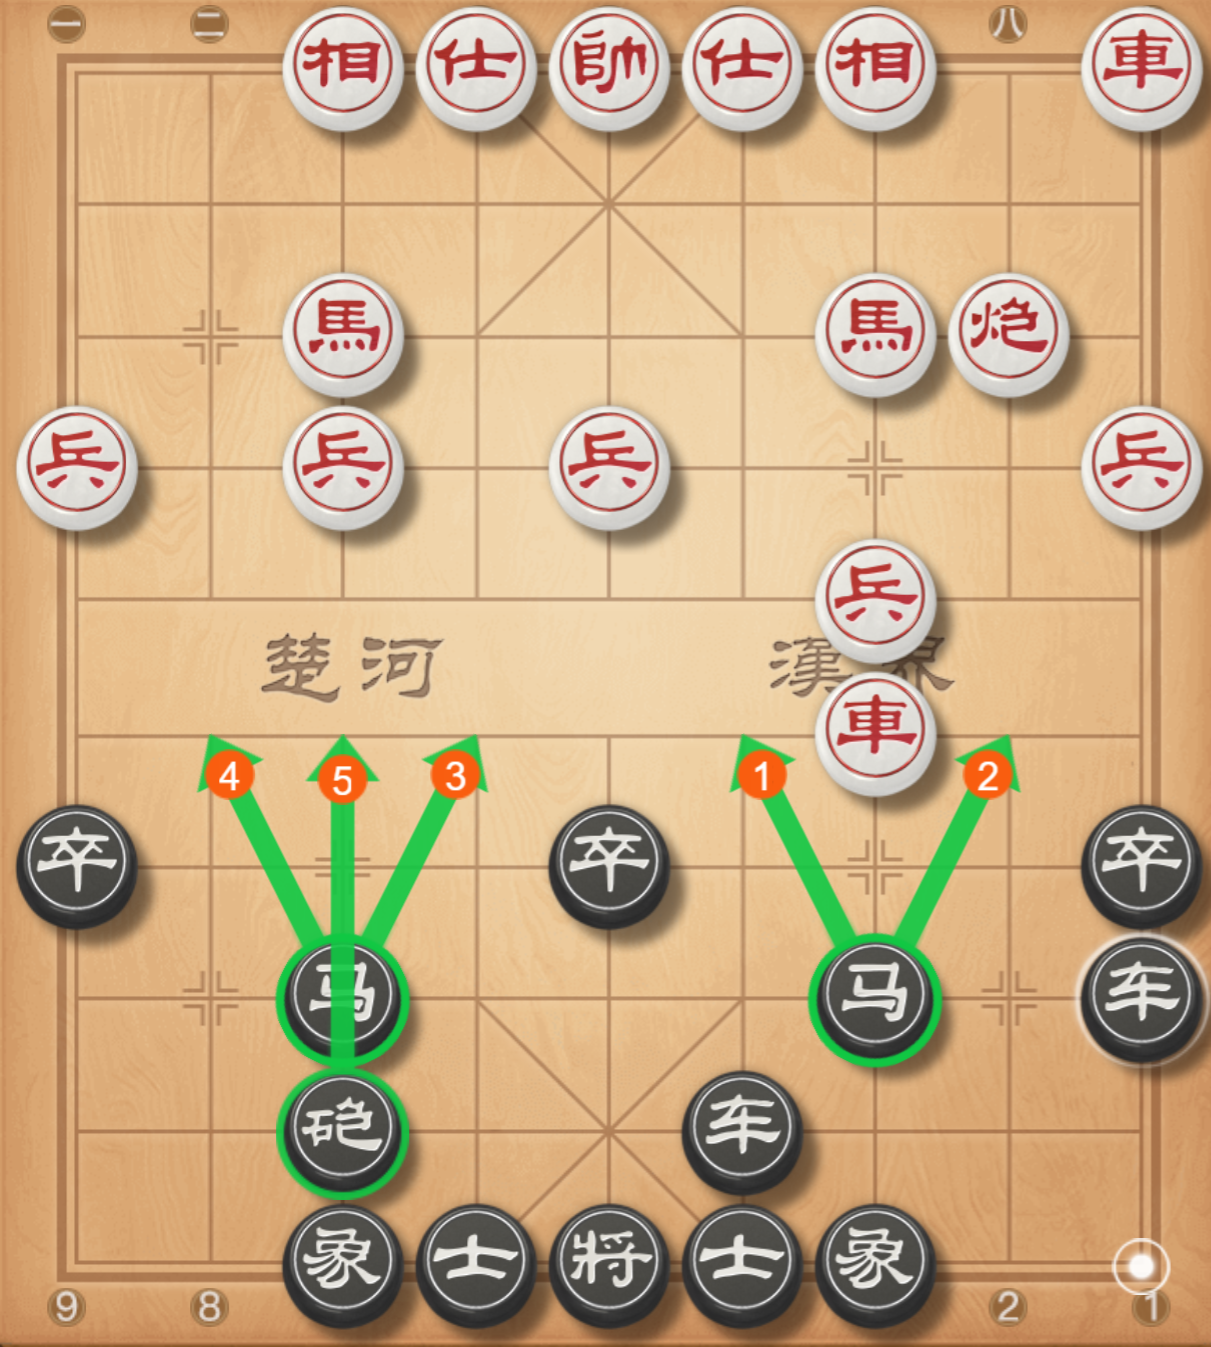 一 二 八
相 仕 帥 仕 相 車
馬 馬 炮
兵 兵 兵 兵
兵
楚河 漢界
車
4 5 3 1 2
卒 卒 卒
马 马 车
砲 车
象 士 将 士 象
9 8 2 1